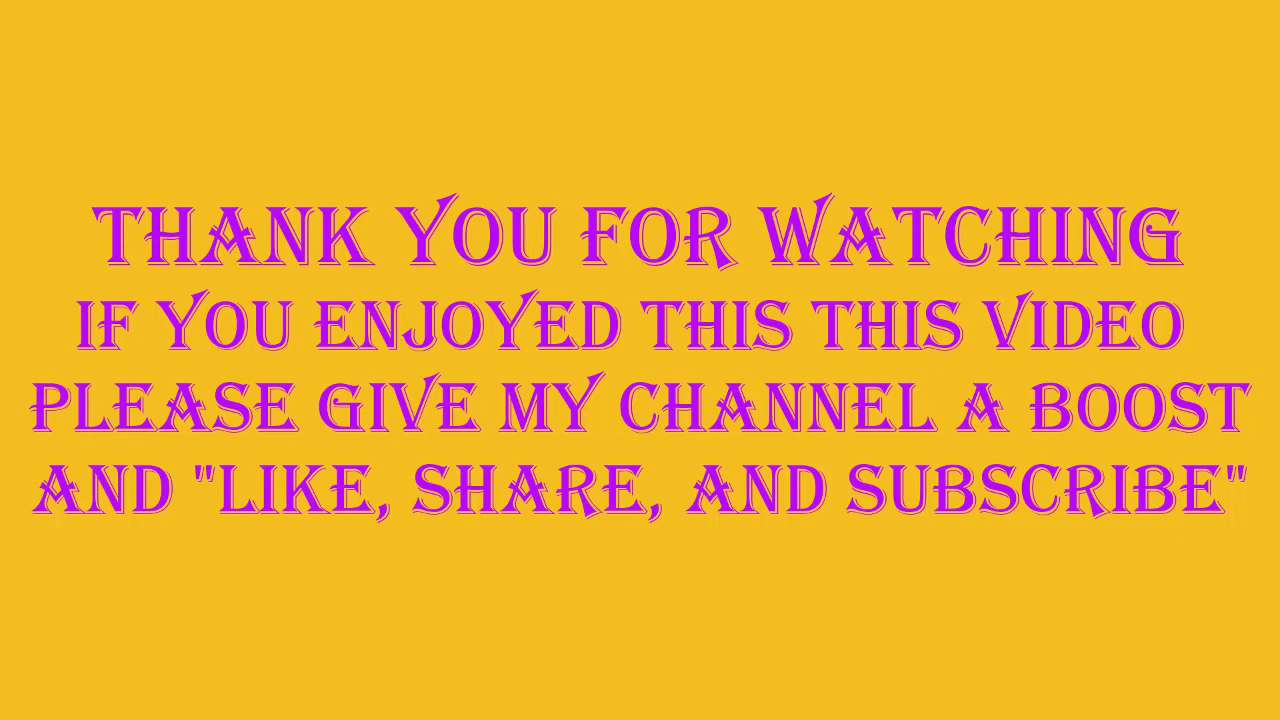 THANK YOU FOR WATCHING
IF YOU ENJOYED THIS THIS VIDEO
PLEASE GIVE MY CHANNEL A BOOST
AND "LIKE, SHARE, AND SUBSCRIBE"